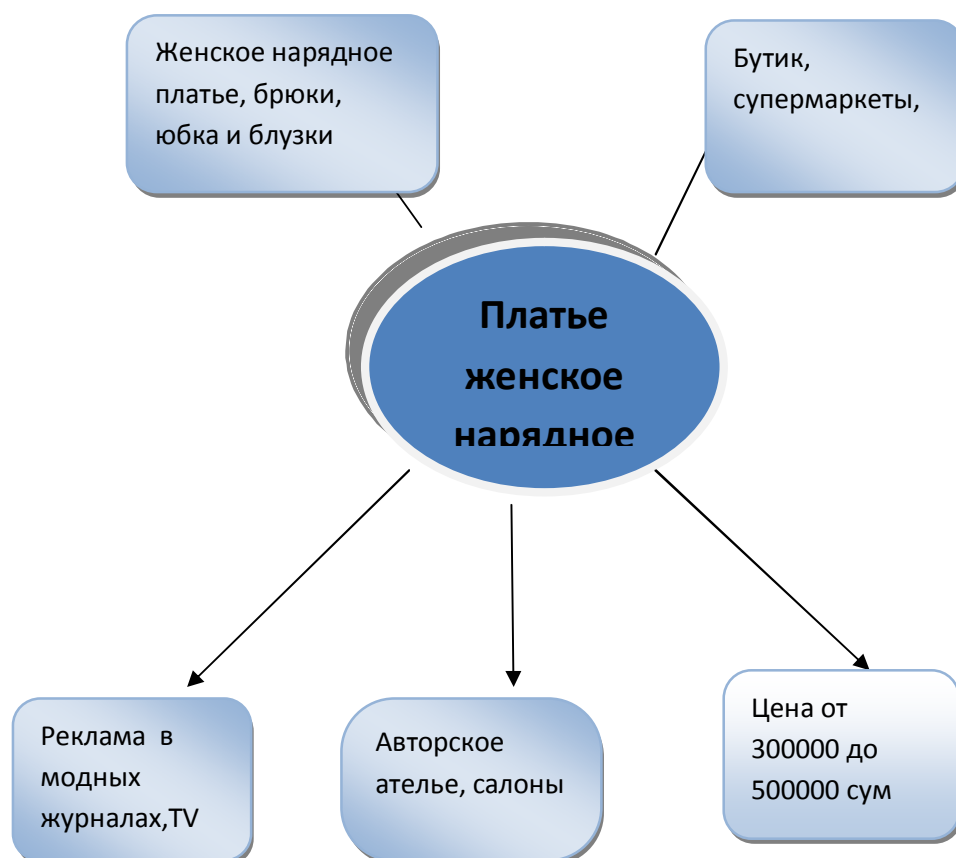 Женское нарядное
платье, брюки,
юбка и блузки
Бутик,
супермаркеты,
Платье
женское
нарядное
Реклама в
модных
журналах,TV
Авторское
ателье, салоны
Цена от
300000 до
500000 сум